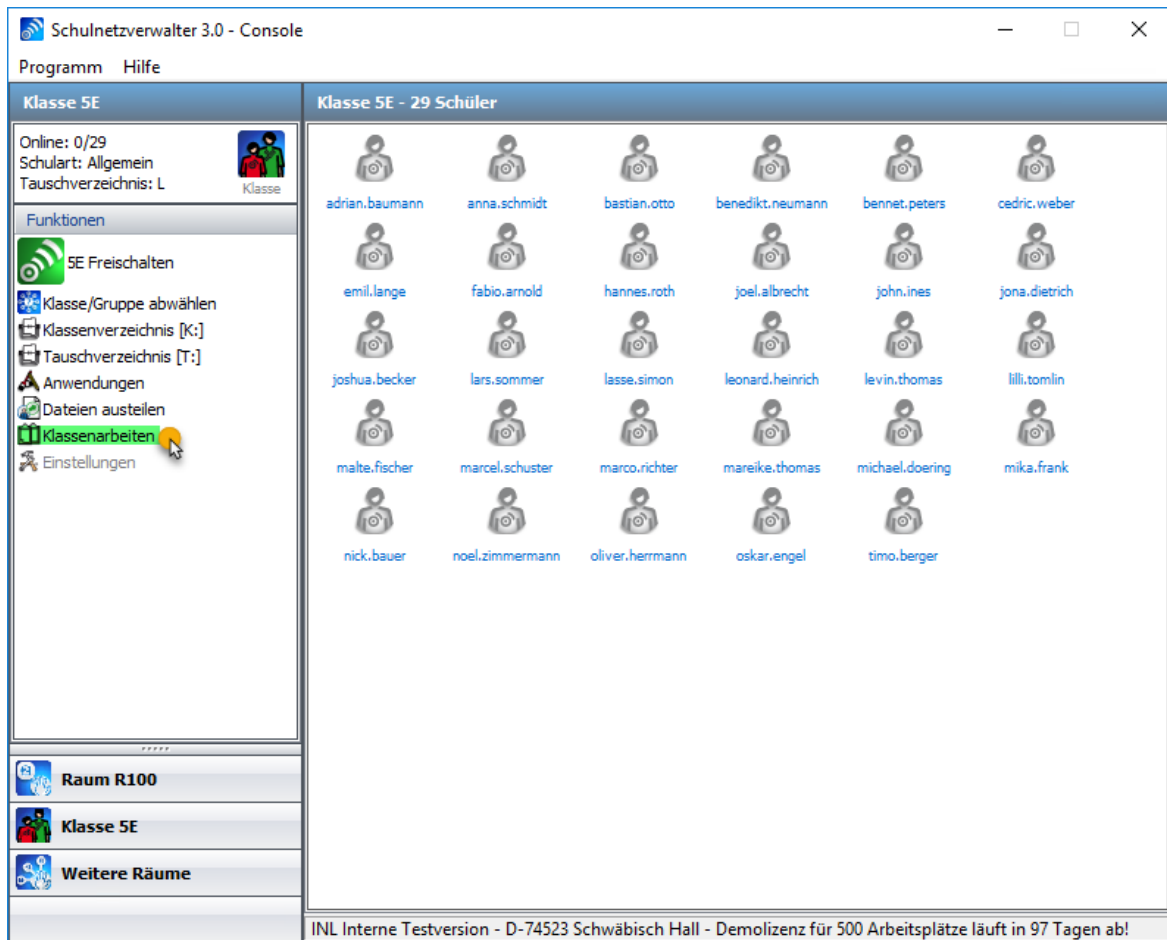 Schulnetzverwalter 3.0 - Console
Programm Hilfe
Klasse 5E
Online: 0/29
Schulart: Allgemein
Tauschverzeichnis: L
Klasse
Funktionen
5E Freischalten
Klasse/Gruppe abwählen
Klassenverzeichnis [K:]
Tauschverzeichnis [T:]
Anwendungen
Dateien austeilen
Klassenarbeiten
Einstellungen
Raum R100
Klasse 5E
Weitere Räume
Klasse 5E - 29 Schüler
adrian.baumann anna.schmidt bastian.otto benedikt.neumann bennet.peters cedric.weber
emil.lange fabio.arnold hannes.roth joel.albrecht john.ines jona.dietrich
joshua.becker lars.sommer lasse.simon leonard.heinrich levin.thomas lilli.tomlin
malte.fischer marcel.schuster marco.richter mareike.thomas michael.doering mika.frank
nick.bauer noel.zimmermann oliver.herrmann oskar.engel timo.berger
INL Interne Testversion - D-74523 Schwäbisch Hall - Demolizenz für 500 Arbeitsplätze läuft in 97 Tagen ab!